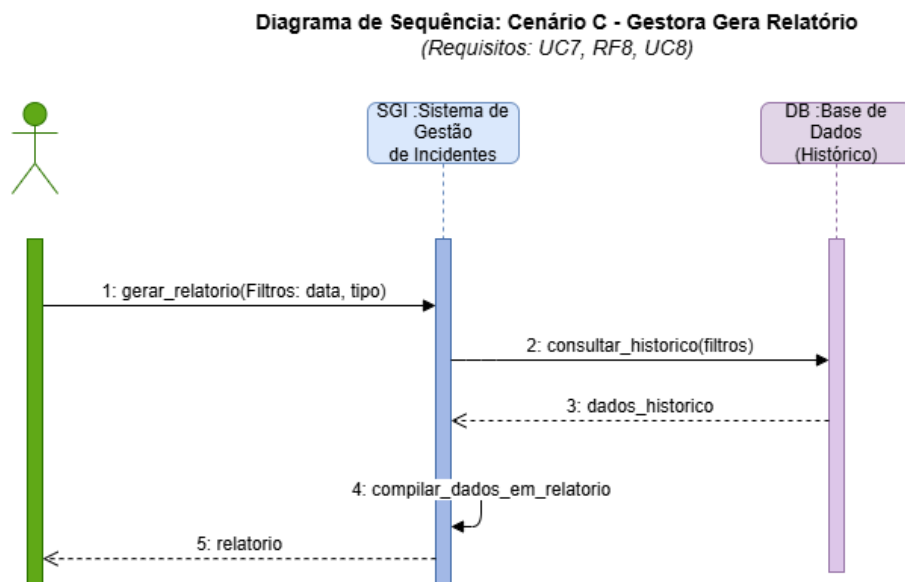 Diagrama de Sequência: Cenário C - Gestora Gera Relatório
(Requisitos: UC7, RF8, UC8)
SGI :Sistema de
Gestão
de Incidentes
DB :Base de
Dados
(Histórico)
1: gerar_relatorio(Filtros: data, tipo)
2: consultar_historico(filtros)
3: dados_historico
4: compilar_dados_em_relatorio
5: relatorio